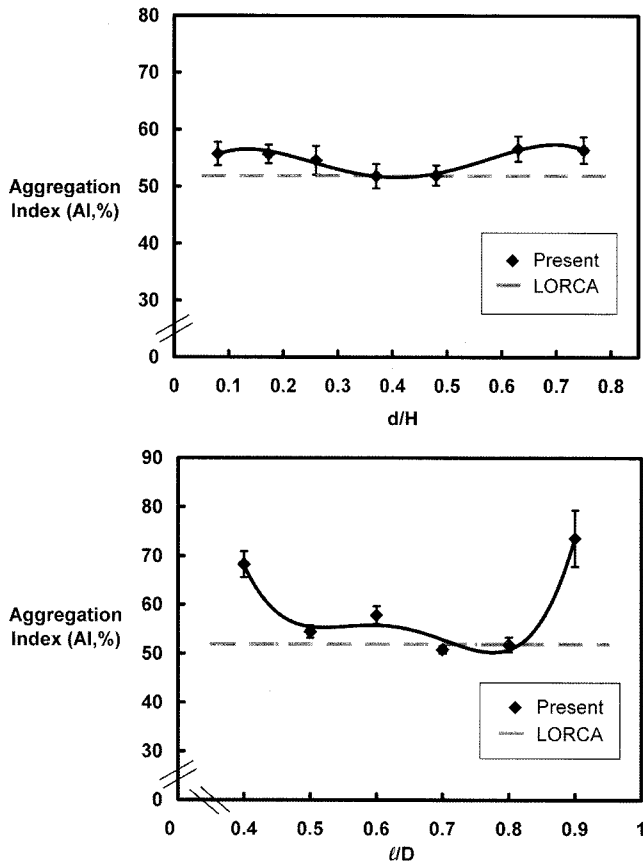 80
70
60
50
40
30
0
Aggregation
Index (AI,%)
Present
LORCA
0 0.1 0.2 0.3 0.4 0.5 0.6 0.7 0.8
d/H
90
80
70
60
50
40
30
0
Aggregation
Index (AI,%)
Present
LORCA
0 0.4 0.5 0.6 0.7 0.8 0.9 1
ℓ/D